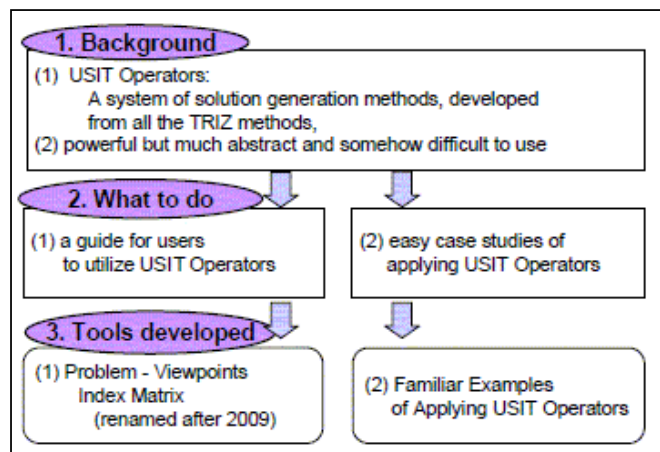 1. Background
(1) USIT Operators:
A system of solution generation methods, developed
from all the TRIZ methods,
(2) powerful but much abstract and somehow difficult to use
2. What to do
(1) a guide for users
to utilize USIT Operators
(2) easy case studies of
applying USIT Operators
3. Tools developed
(1) Problem - Viewpoints
Index Matrix
(renamed after 2009)
(2) Familiar Examples
of Applying USIT Operators